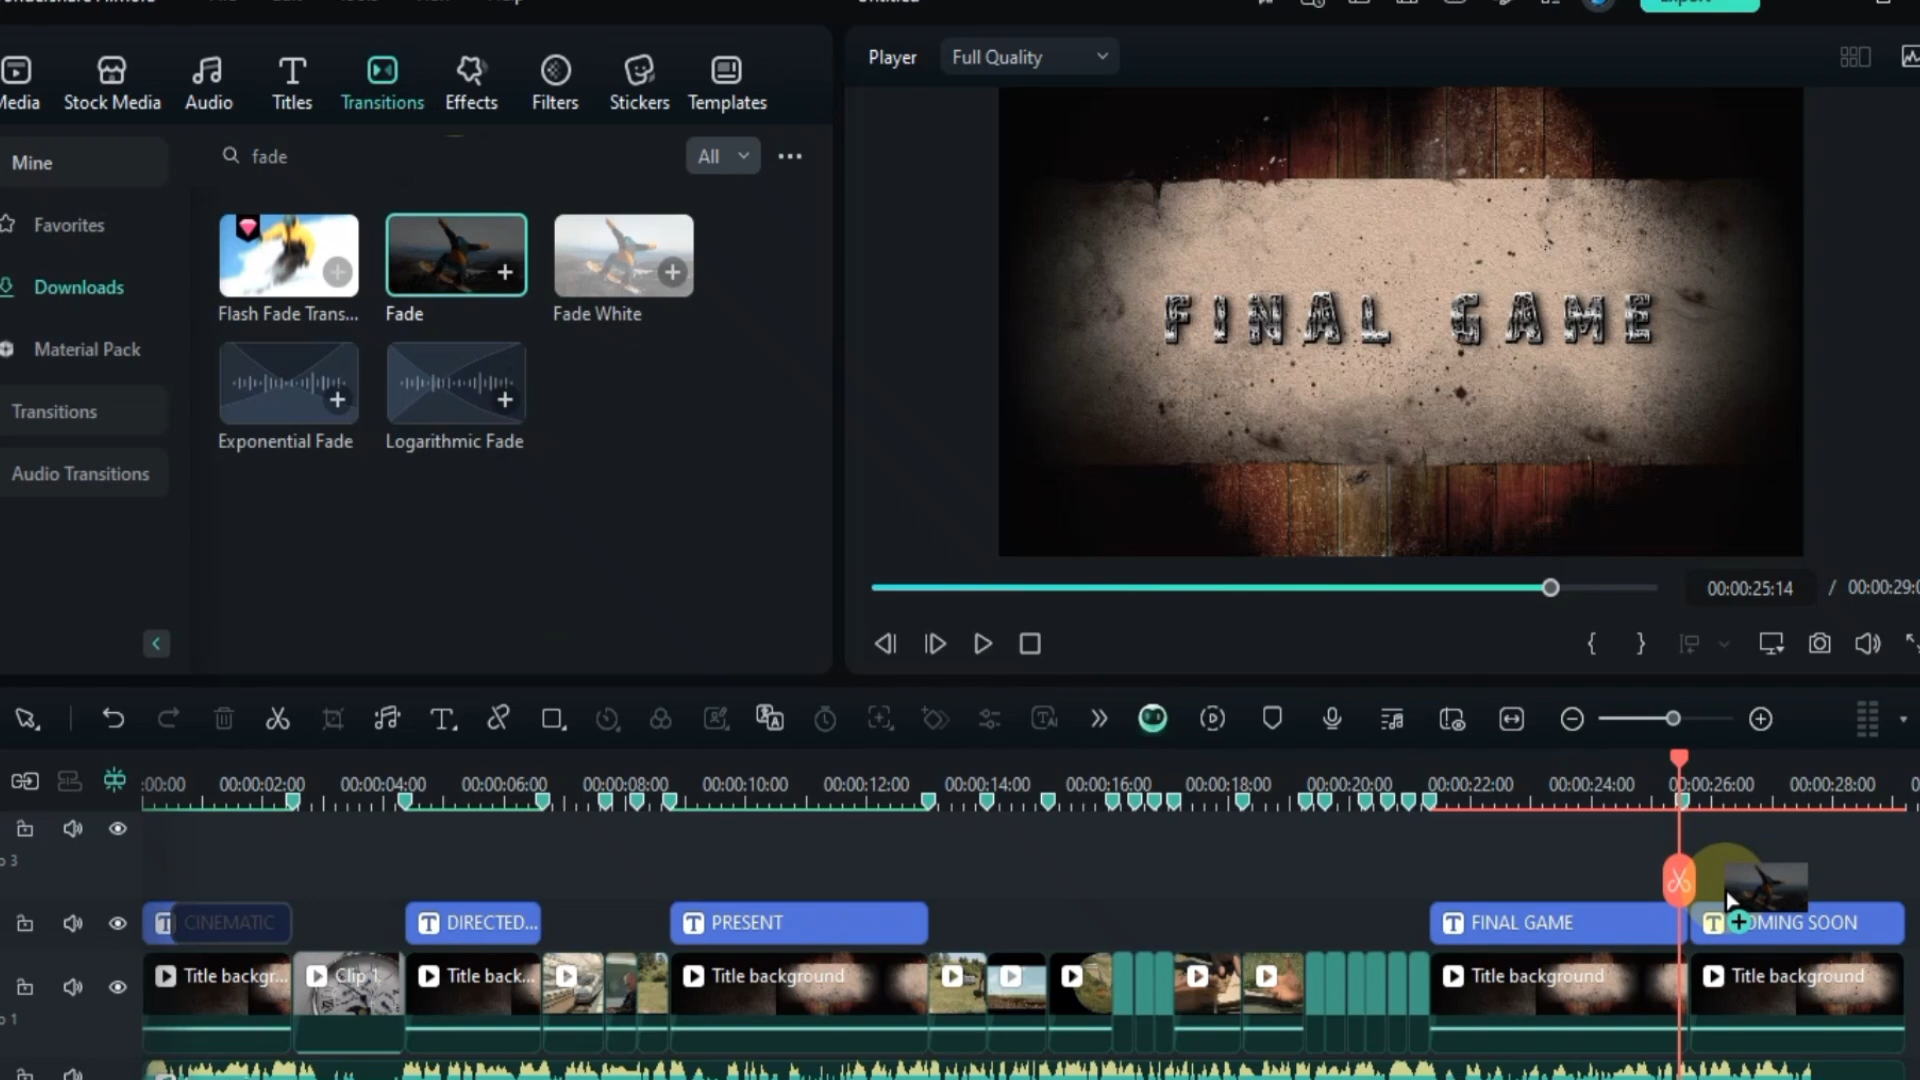 Player
Full Quality
Media
Stock Media
Audio
Titles
Transitions
Effects
Filters
Stickers
Templates
Mine
fade
All
Favorites
Flash Fade Trans...
Fade
Fade White
Downloads
Material Pack
Transitions
Exponential Fade
Logarithmic Fade
Audio Transitions
FINAL GAME
00:00:25:14
/
00:00:29:0
:00:00
00:00:02:00
00:00:04:00
00:00:06:00
00:00:08:00
00:00:10:00
00:00:12:00
00:00:14:00
00:00:16:00
00:00:18:00
00:00:20:00
00:00:22:00
00:00:24:00
00:00:26:00
00:00:28:00
o 3
CINEMATIC
DIRECTED...
PRESENT
FINAL GAME
OMING SOON
Title backgr...
Clip 1
Title back...
Title background
Title background
Title background
o 1